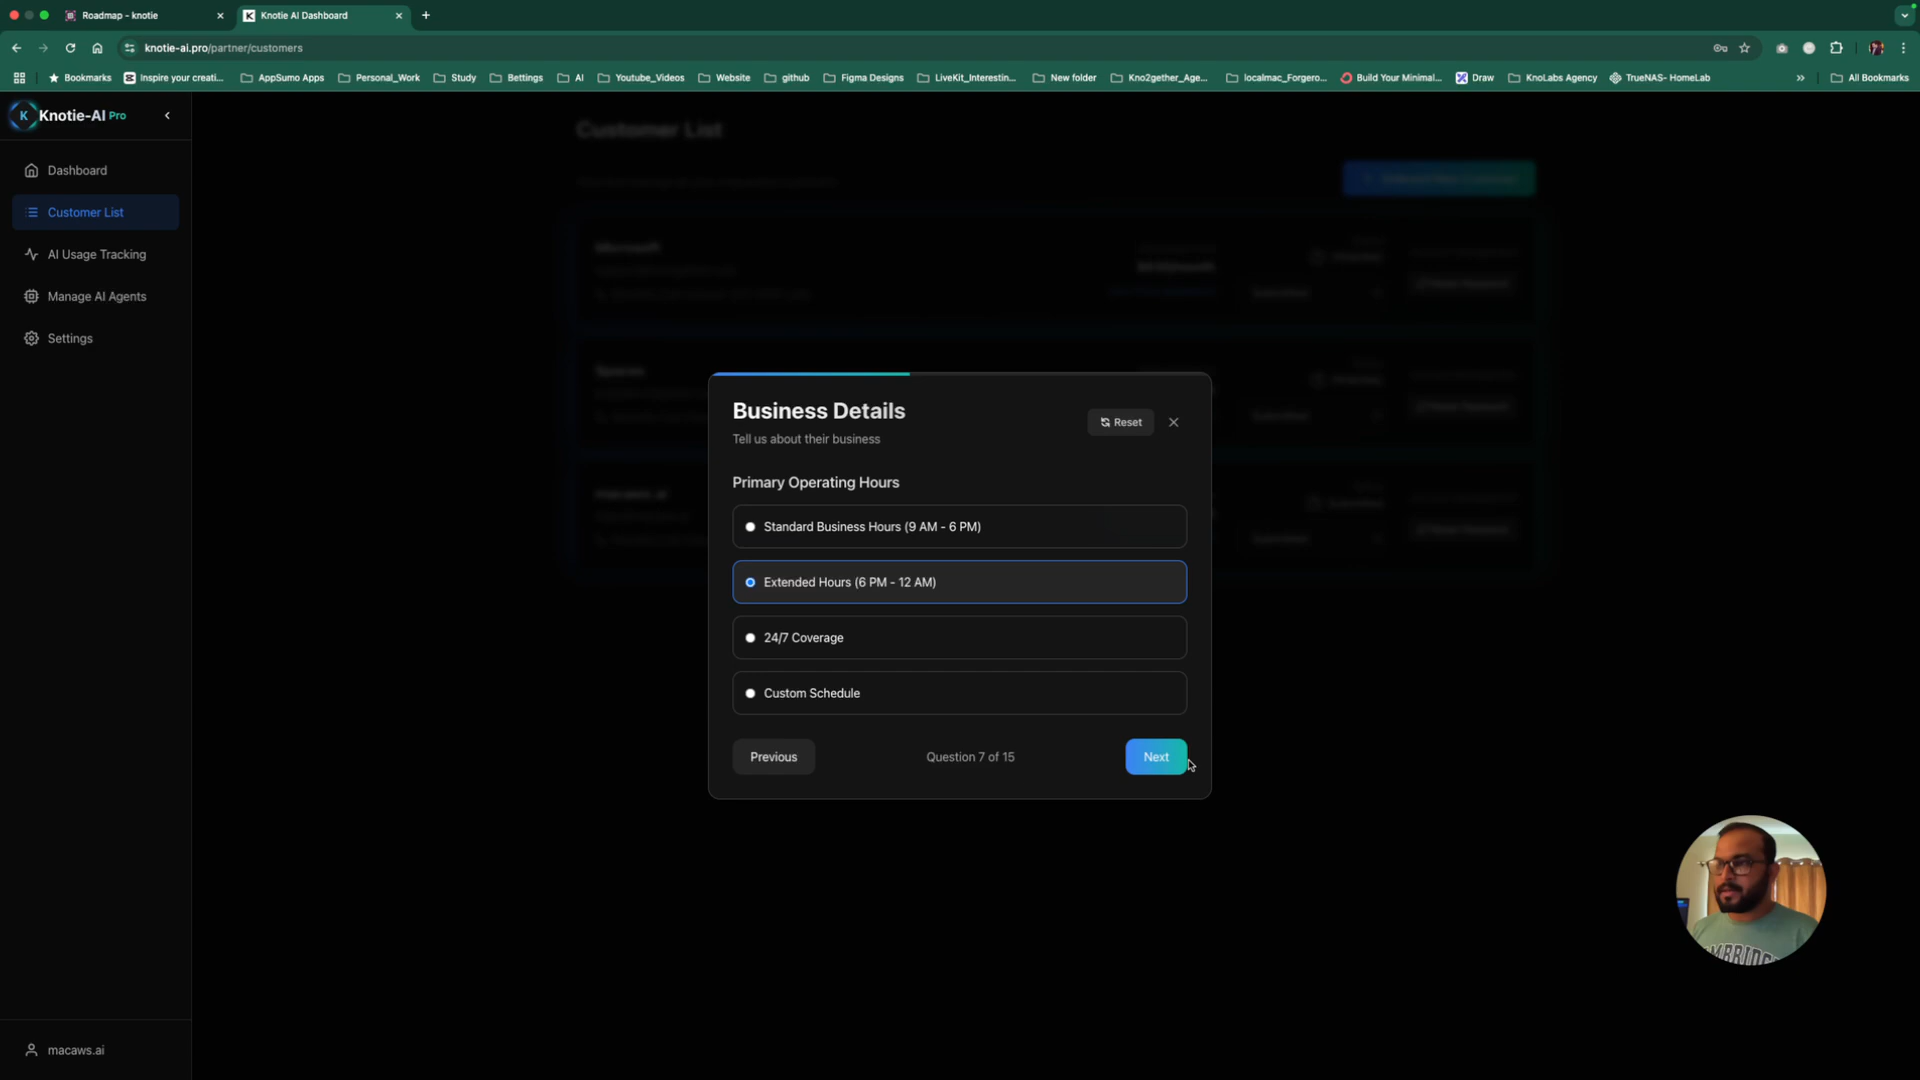 Roadmap - knotie
Knotie AI Dashboard
knotie-ai.pro/partner/customers
Bookmarks
Inspire your creati...
AppSumo Apps
Personal_Work
Study
Bettings
AI
Youtube_Videos
Website
github
Figma Designs
LiveKit_Interestin...
New folder
Kno2gether_Age...
localmac_Forgero...
Build Your Minimal...
Draw
KnoLabs Agency
TrueNAS- HomeLab
All Bookmarks
K Knotie-AI Pro
Dashboard
Customer List
AI Usage Tracking
Manage AI Agents
Settings
macaws.ai
Customer List
Business Details
Reset
Tell us about their business
Primary Operating Hours
Standard Business Hours (9 AM - 6 PM)
Extended Hours (6 PM - 12 AM)
24/7 Coverage
Custom Schedule
Previous
Question 7 of 15
Next